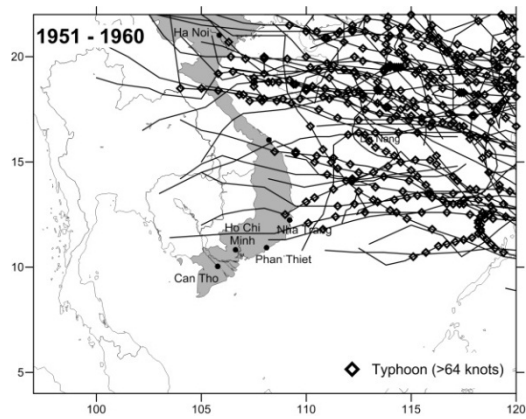 1951 - 1960
Ha Noi
Da Nang
Ho Chi
Minh
Nha Trang
Phan Thiet
Can Tho
Typhoon (>64 knots)
20
15
10
5
100
105
110
115
120